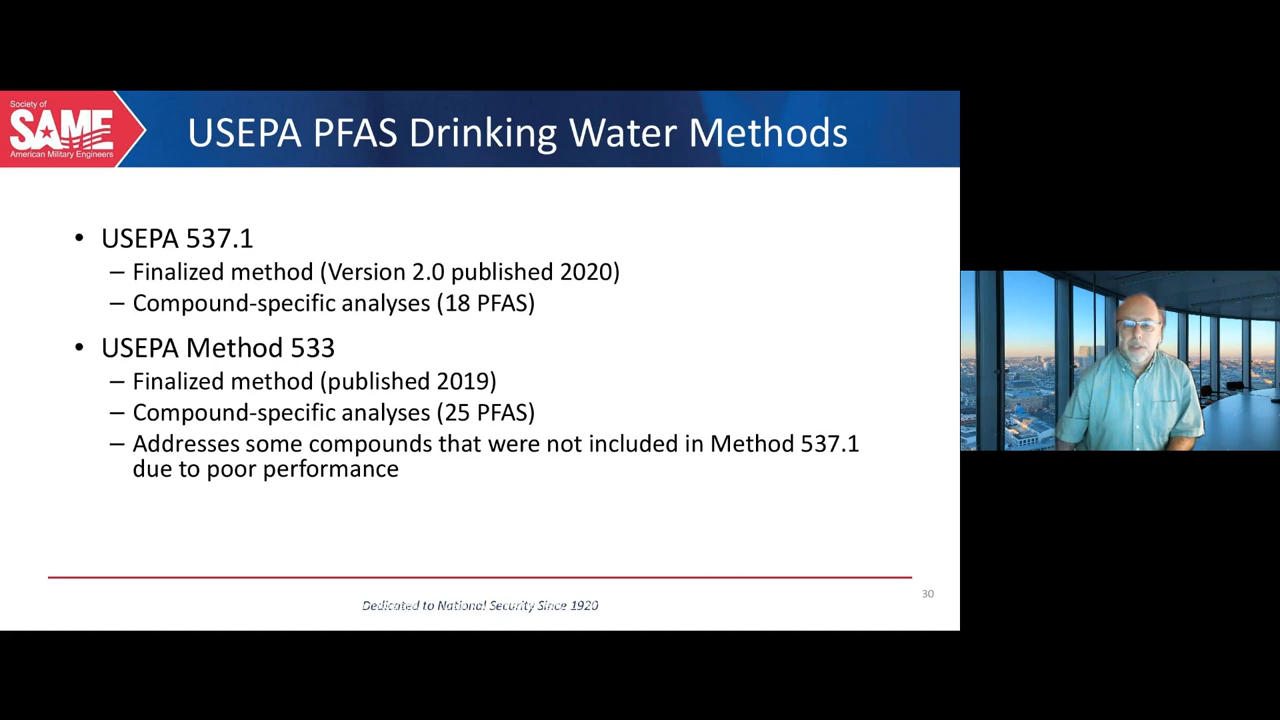 Society of
SAME
American Military Engineers
USEPA PFAS Drinking Water Methods
• USEPA 537.1
– Finalized method (Version 2.0 published 2020)
– Compound-specific analyses (18 PFAS)
• USEPA Method 533
– Finalized method (published 2019)
– Compound-specific analyses (25 PFAS)
– Addresses some compounds that were not included in Method 537.1
due to poor performance
Dedicated to National Security Since 1920
30